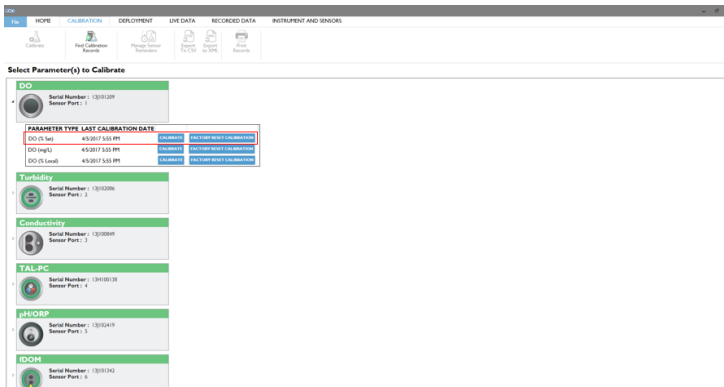 File HOME CALIBRATION DEPLOYMENT LIVE DATA RECORDED DATA INSTRUMENT AND SENSORS
Calibrate
Find Calibration
Records
Manage Sensor
Reminders
Export
To CSV
Export
to XML
Print
Records
Select Parameter(s) to Calibrate
DO
Serial Number : 13J101209
Sensor Port : 1
PARAMETER TYPE LAST CALIBRATION DATE
DO (% Sat) 4/5/2017 5:55 PM CALIBRATE FACTORY RESET CALIBRATION
DO (mg/L) 4/5/2017 5:55 PM CALIBRATE FACTORY RESET CALIBRATION
DO (% Local) 4/5/2017 5:55 PM CALIBRATE FACTORY RESET CALIBRATION
Turbidity
Serial Number : 13J102086
Sensor Port : 2
Conductivity
Serial Number : 13J100849
Sensor Port : 3
TAL-PC
Serial Number : 13H100138
Sensor Port : 4
pH/ORP
Serial Number : 13J102419
Sensor Port : 5
fDOM
Serial Number : 13J101342
Sensor Port : 6